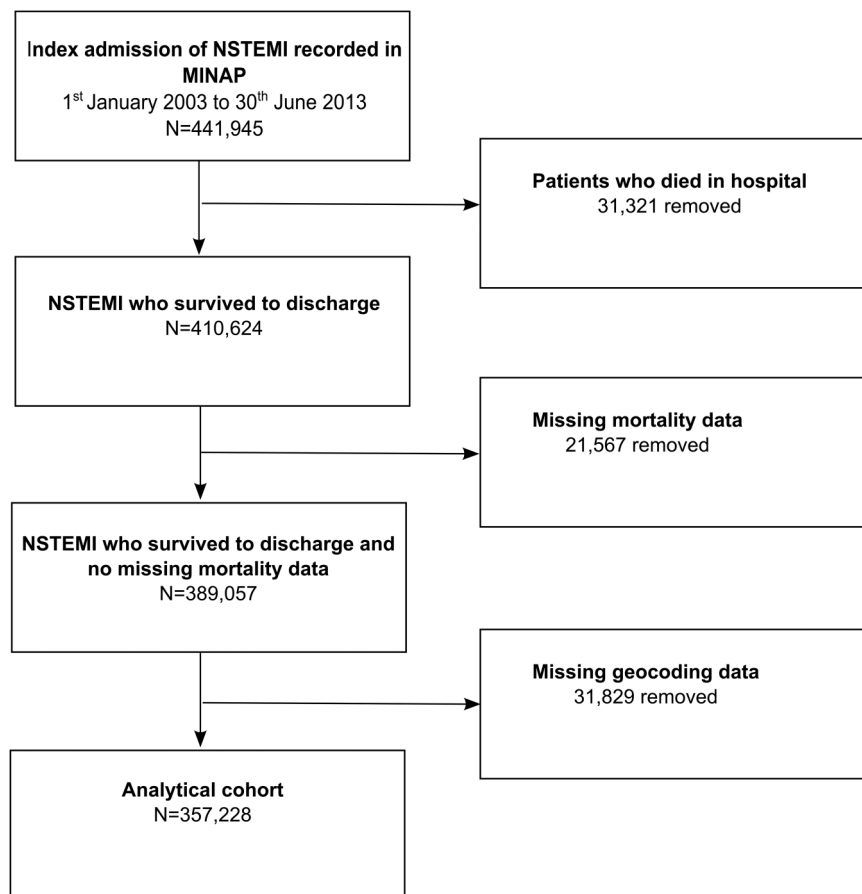 Index admission of NSTEMI recorded in
MINAP
1st January 2003 to 30th June 2013
N=441,945
Patients who died in hospital
31,321 removed
NSTEMI who survived to discharge
N=410,624
Missing mortality data
21,567 removed
NSTEMI who survived to discharge and
no missing mortality data
N=389,057
Missing geocoding data
31,829 removed
Analytical cohort
N=357,228